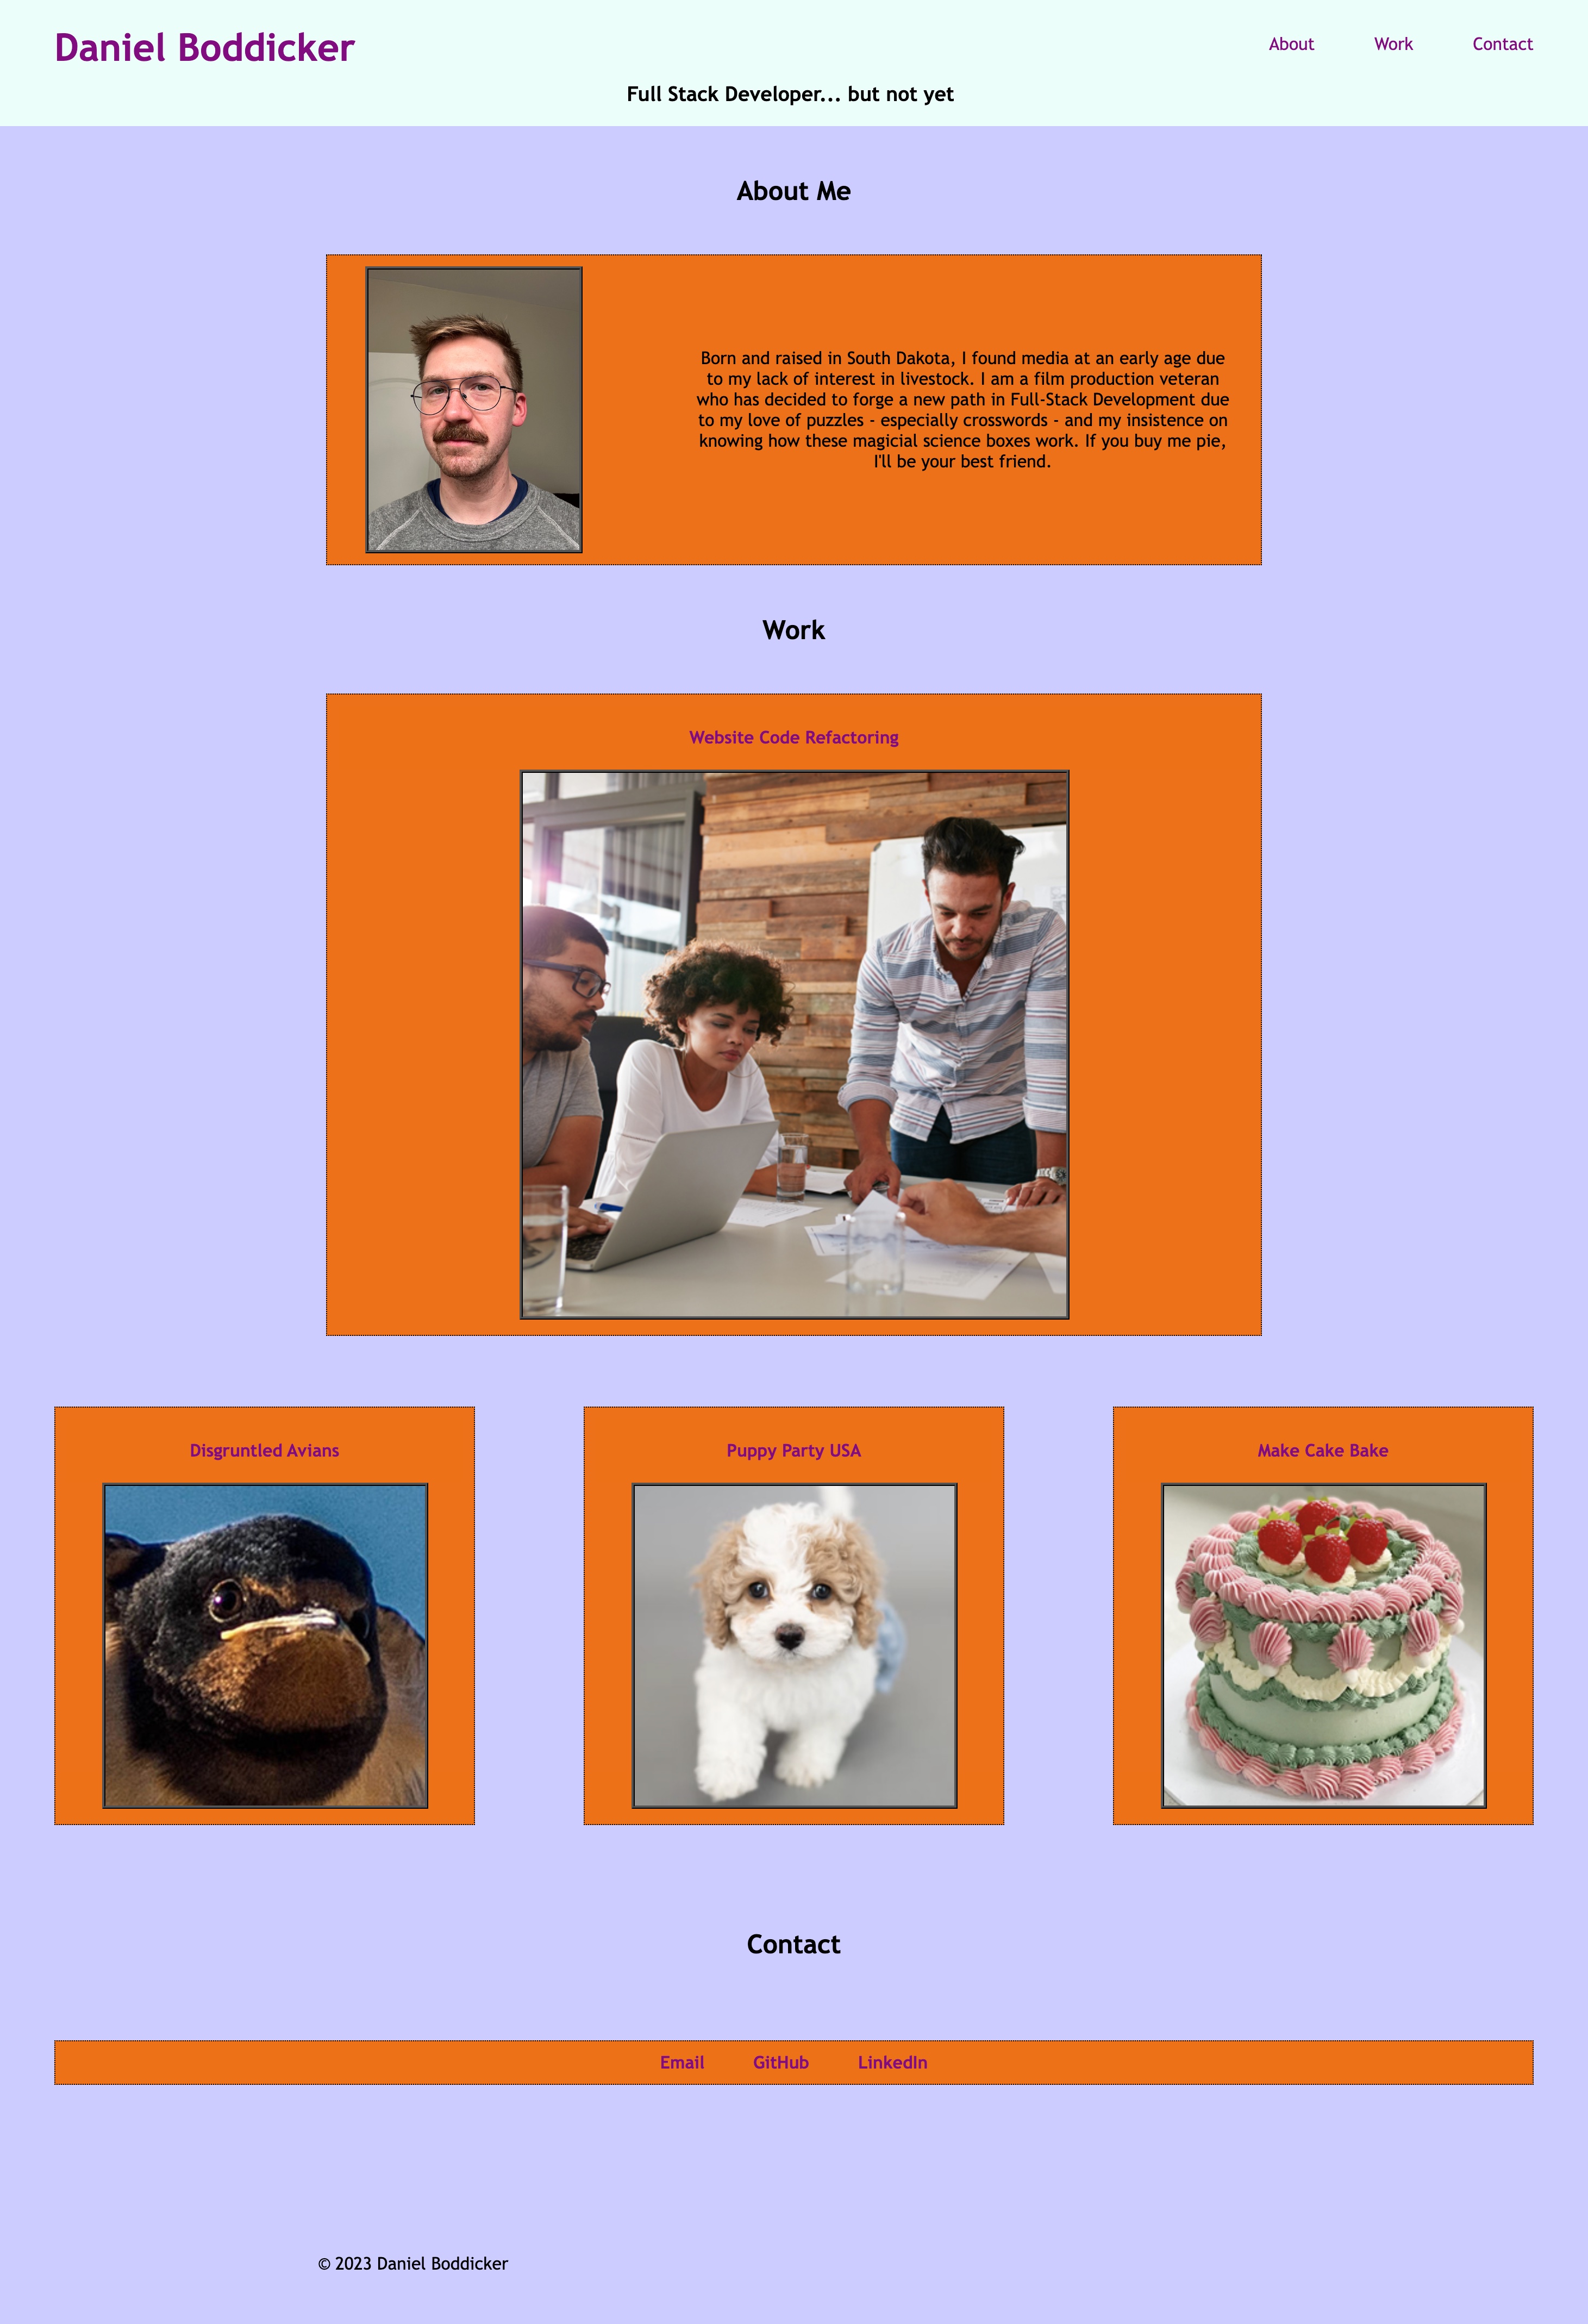 Daniel Boddicker
About Work Contact
Full Stack Developer... but not yet
About Me
Born and raised in South Dakota, I found media at an early age due
to my lack of interest in livestock. I am a film production veteran
who has decided to forge a new path in Full-Stack Development due
to my love of puzzles - especially crosswords - and my insistence on
knowing how these magicial science boxes work. If you buy me pie,
I'll be your best friend.
Work
Website Code Refactoring
Disgruntled Avians
Puppy Party USA
Make Cake Bake
Contact
Email GitHub LinkedIn
© 2023 Daniel Boddicker